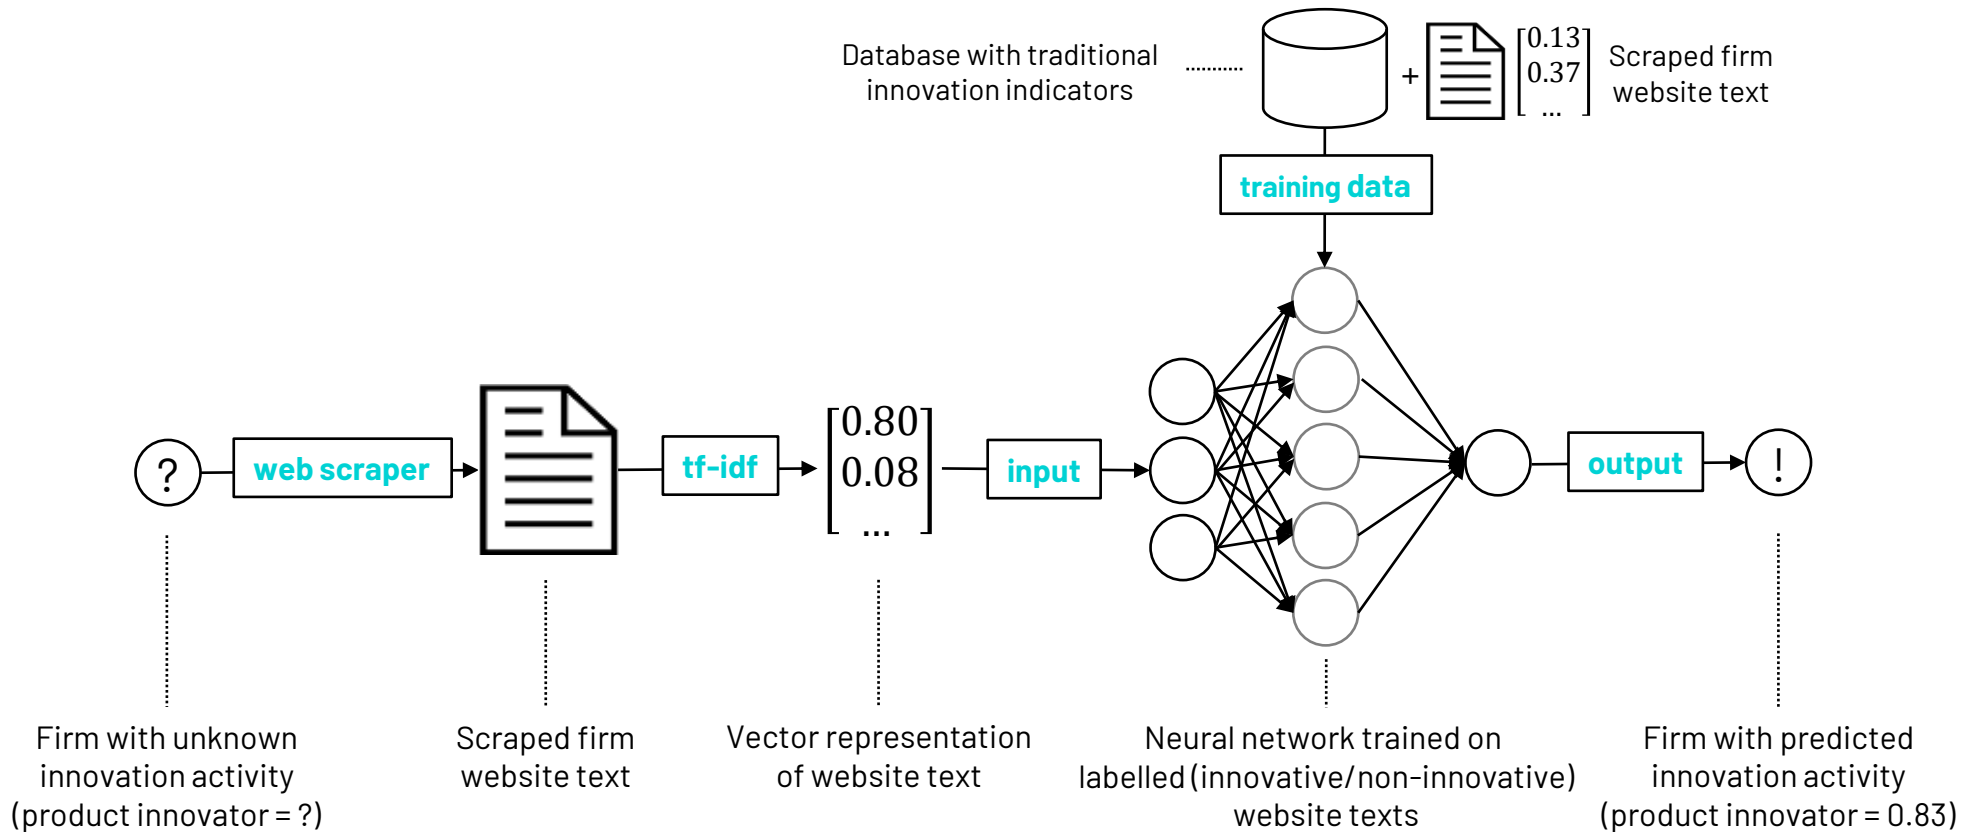 Database with traditional
innovation indicators
+
0.13
0.37
...
Scraped firm
website text
training data
?
web scraper
tf-idf
0.80
0.08
...
input
output
!
Firm with unknown
innovation activity
(product innovator = ?)
Scraped firm
website text
Vector representation
of website text
Neural network trained on
labelled (innovative/non-innovative)
website texts
Firm with predicted
innovation activity
(product innovator = 0.83)